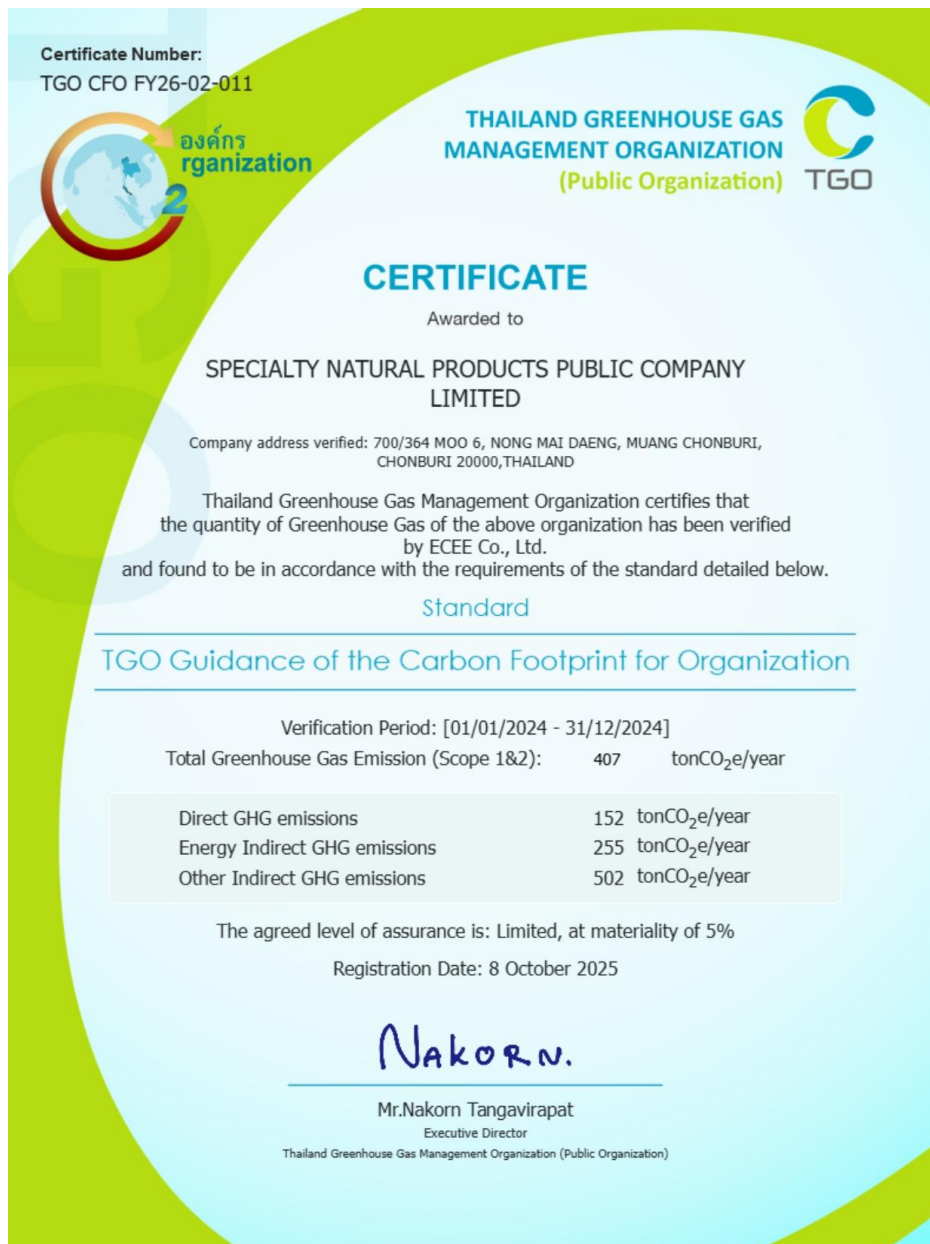 Certificate Number:
TGO CFO FY26-02-011
องค์กร
rganization
2
THAILAND GREENHOUSE GAS
MANAGEMENT ORGANIZATION
(Public Organization)
TGO
CERTIFICATE
Awarded to
SPECIALTY NATURAL PRODUCTS PUBLIC COMPANY
LIMITED
Company address verified: 700/364 MOO 6, NONG MAI DAENG, MUANG CHONBURI,
CHONBURI 20000,THAILAND
Thailand Greenhouse Gas Management Organization certifies that
the quantity of Greenhouse Gas of the above organization has been verified
by ECEE Co., Ltd.
and found to be in accordance with the requirements of the standard detailed below.
Standard
TGO Guidance of the Carbon Footprint for Organization
Verification Period: [01/01/2024 - 31/12/2024]
Total Greenhouse Gas Emission (Scope 1&2): 407 tonCO₂e/year
Direct GHG emissions 152 tonCO₂e/year
Energy Indirect GHG emissions 255 tonCO₂e/year
Other Indirect GHG emissions 502 tonCO₂e/year
The agreed level of assurance is: Limited, at materiality of 5%
Registration Date: 8 October 2025
NAKORN.
Mr.Nakorn Tangavirapat
Executive Director
Thailand Greenhouse Gas Management Organization (Public Organization)